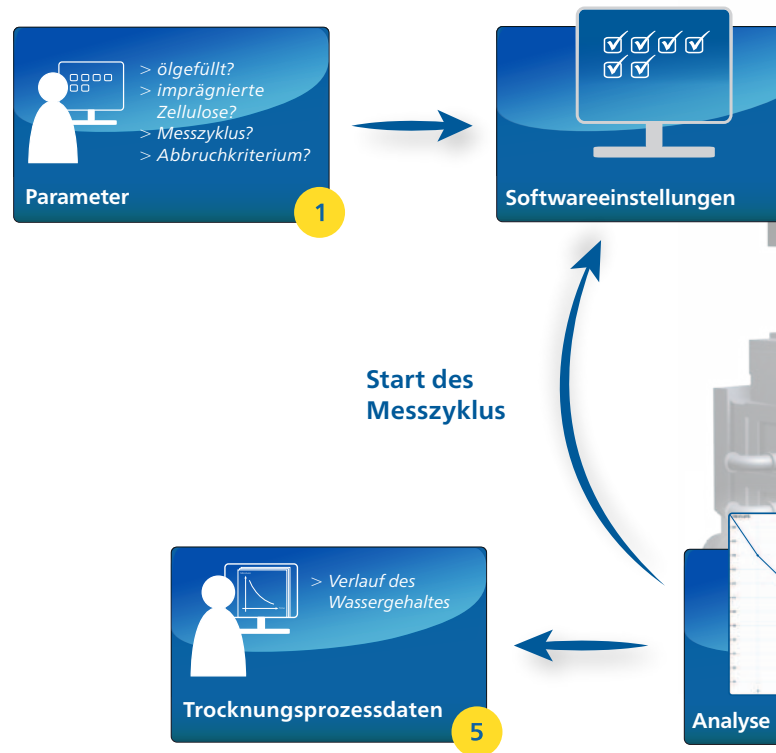 > ölgefüllt?
> imprägnierte
Zellulose?
> Messzyklus?
> Abbruchkriterium?
Parameter
1
Softwareeinstellungen
Start des
Messzyklus
> Verlauf des
Wassergehaltes
Trocknungsprozessdaten
5
Analyse